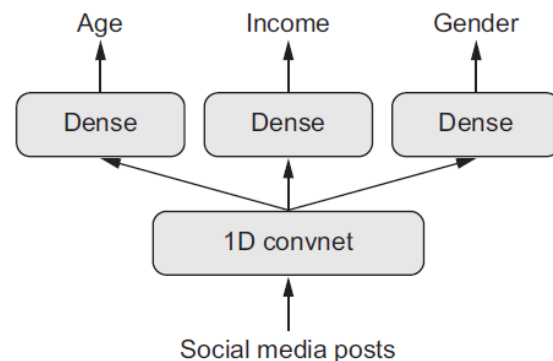 Age Income Gender
Dense Dense Dense
1D convnet
Social media posts